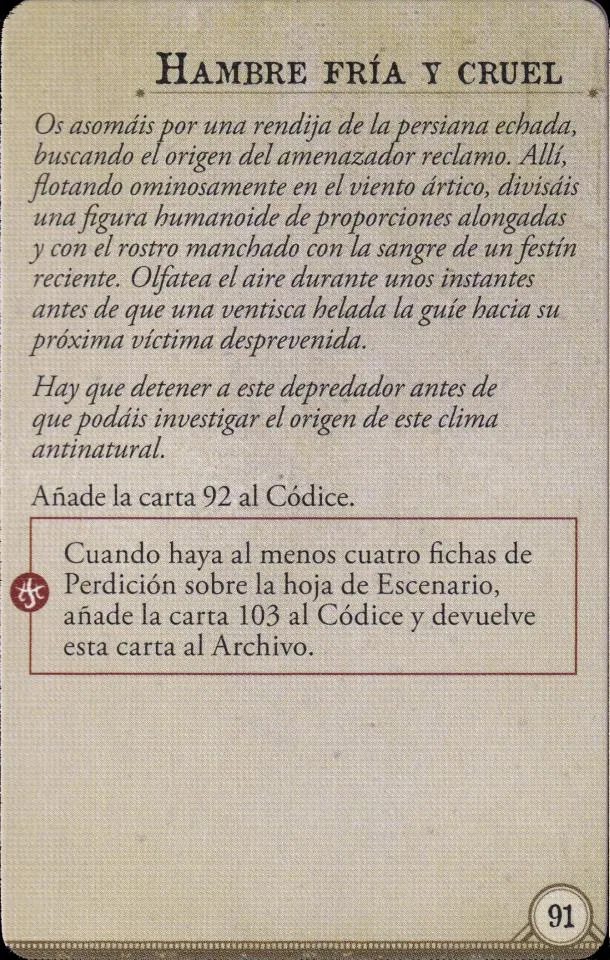 Hambre fría y cruel
Os asomáis por una rendija de la persiana echada,
buscando el origen del amenazador reclamo. Allí,
flotando ominosamente en el viento ártico, divisáis
una figura humanoide de proporciones alongadas
y con el rostro manchado con la sangre de un festín
reciente. Olfatea el aire durante unos instantes
antes de que una ventisca helada la guíe hacia su
próxima víctima desprevenida.
Hay que detener a este depredador antes de
que podáis investigar el origen de este clima
antinatural.
Añade la carta 92 al Códice.
Cuando haya al menos cuatro fichas de
Perdición sobre la hoja de Escenario,
añade la carta 103 al Códice y devuelve
esta carta al Archivo.
91